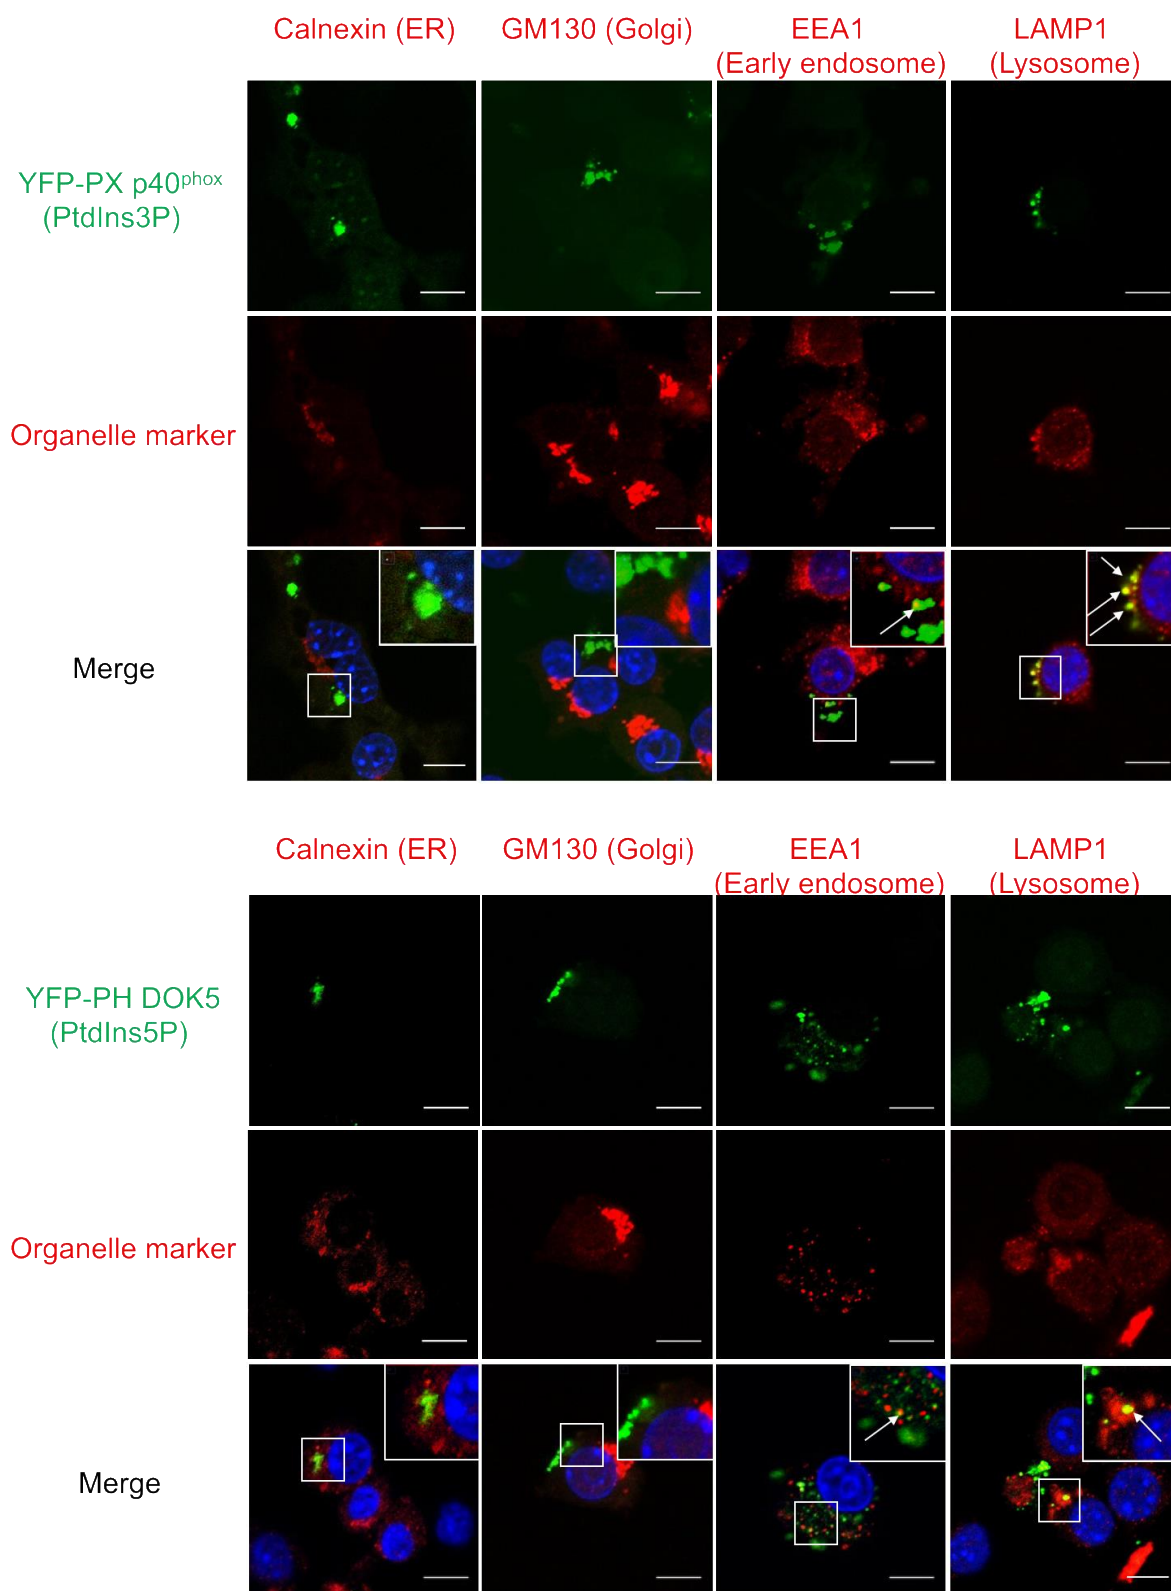 Calnexin (ER) GM130 (Golgi) EEA1 LAMP1
(Early endosome) (Lysosome)
YFP-PX p40phox
(PtdIns3P)
Organelle marker
Merge
Calnexin (ER) GM130 (Golgi) EEA1 LAMP1
(Early endosome) (Lysosome)
YFP-PH DOK5
(PtdIns5P)
Organelle marker
Merge